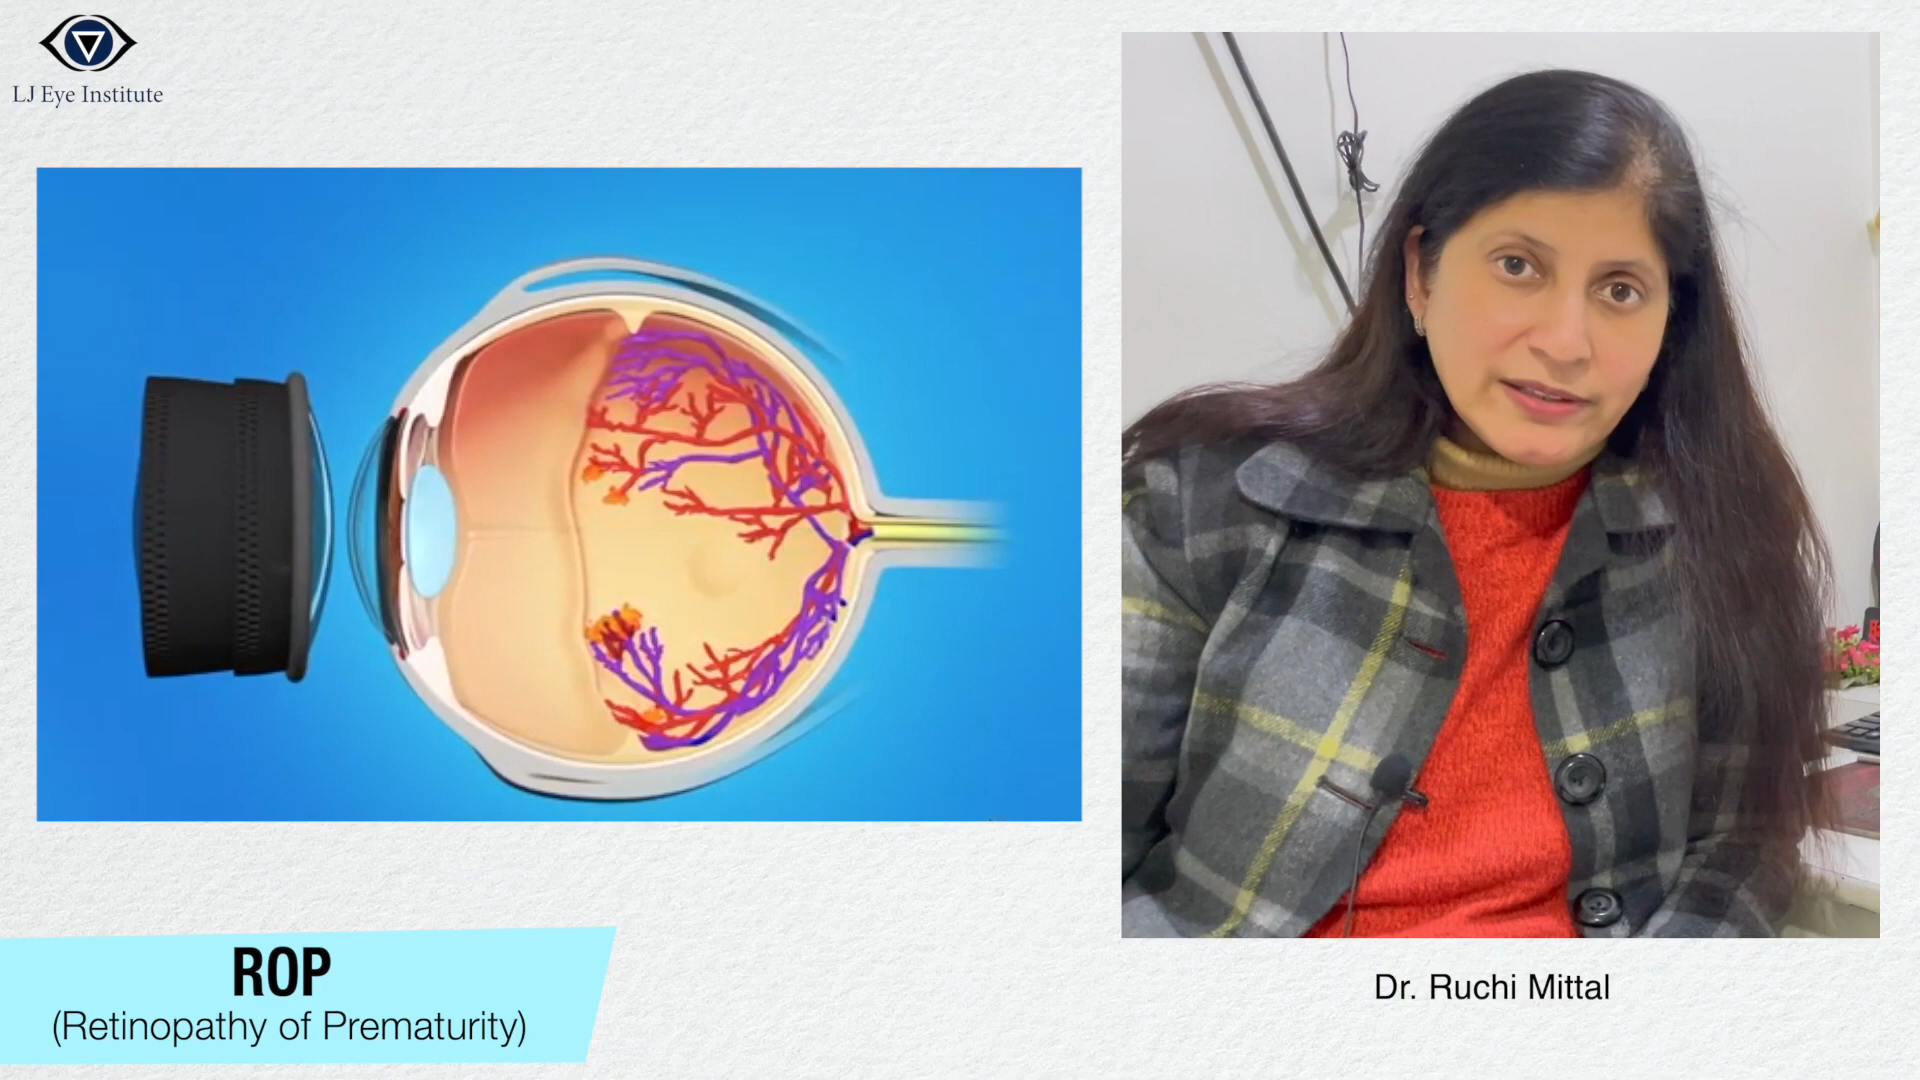 LJ Eye Institute
ROP
(Retinopathy of Prematurity)
Dr. Ruchi Mittal